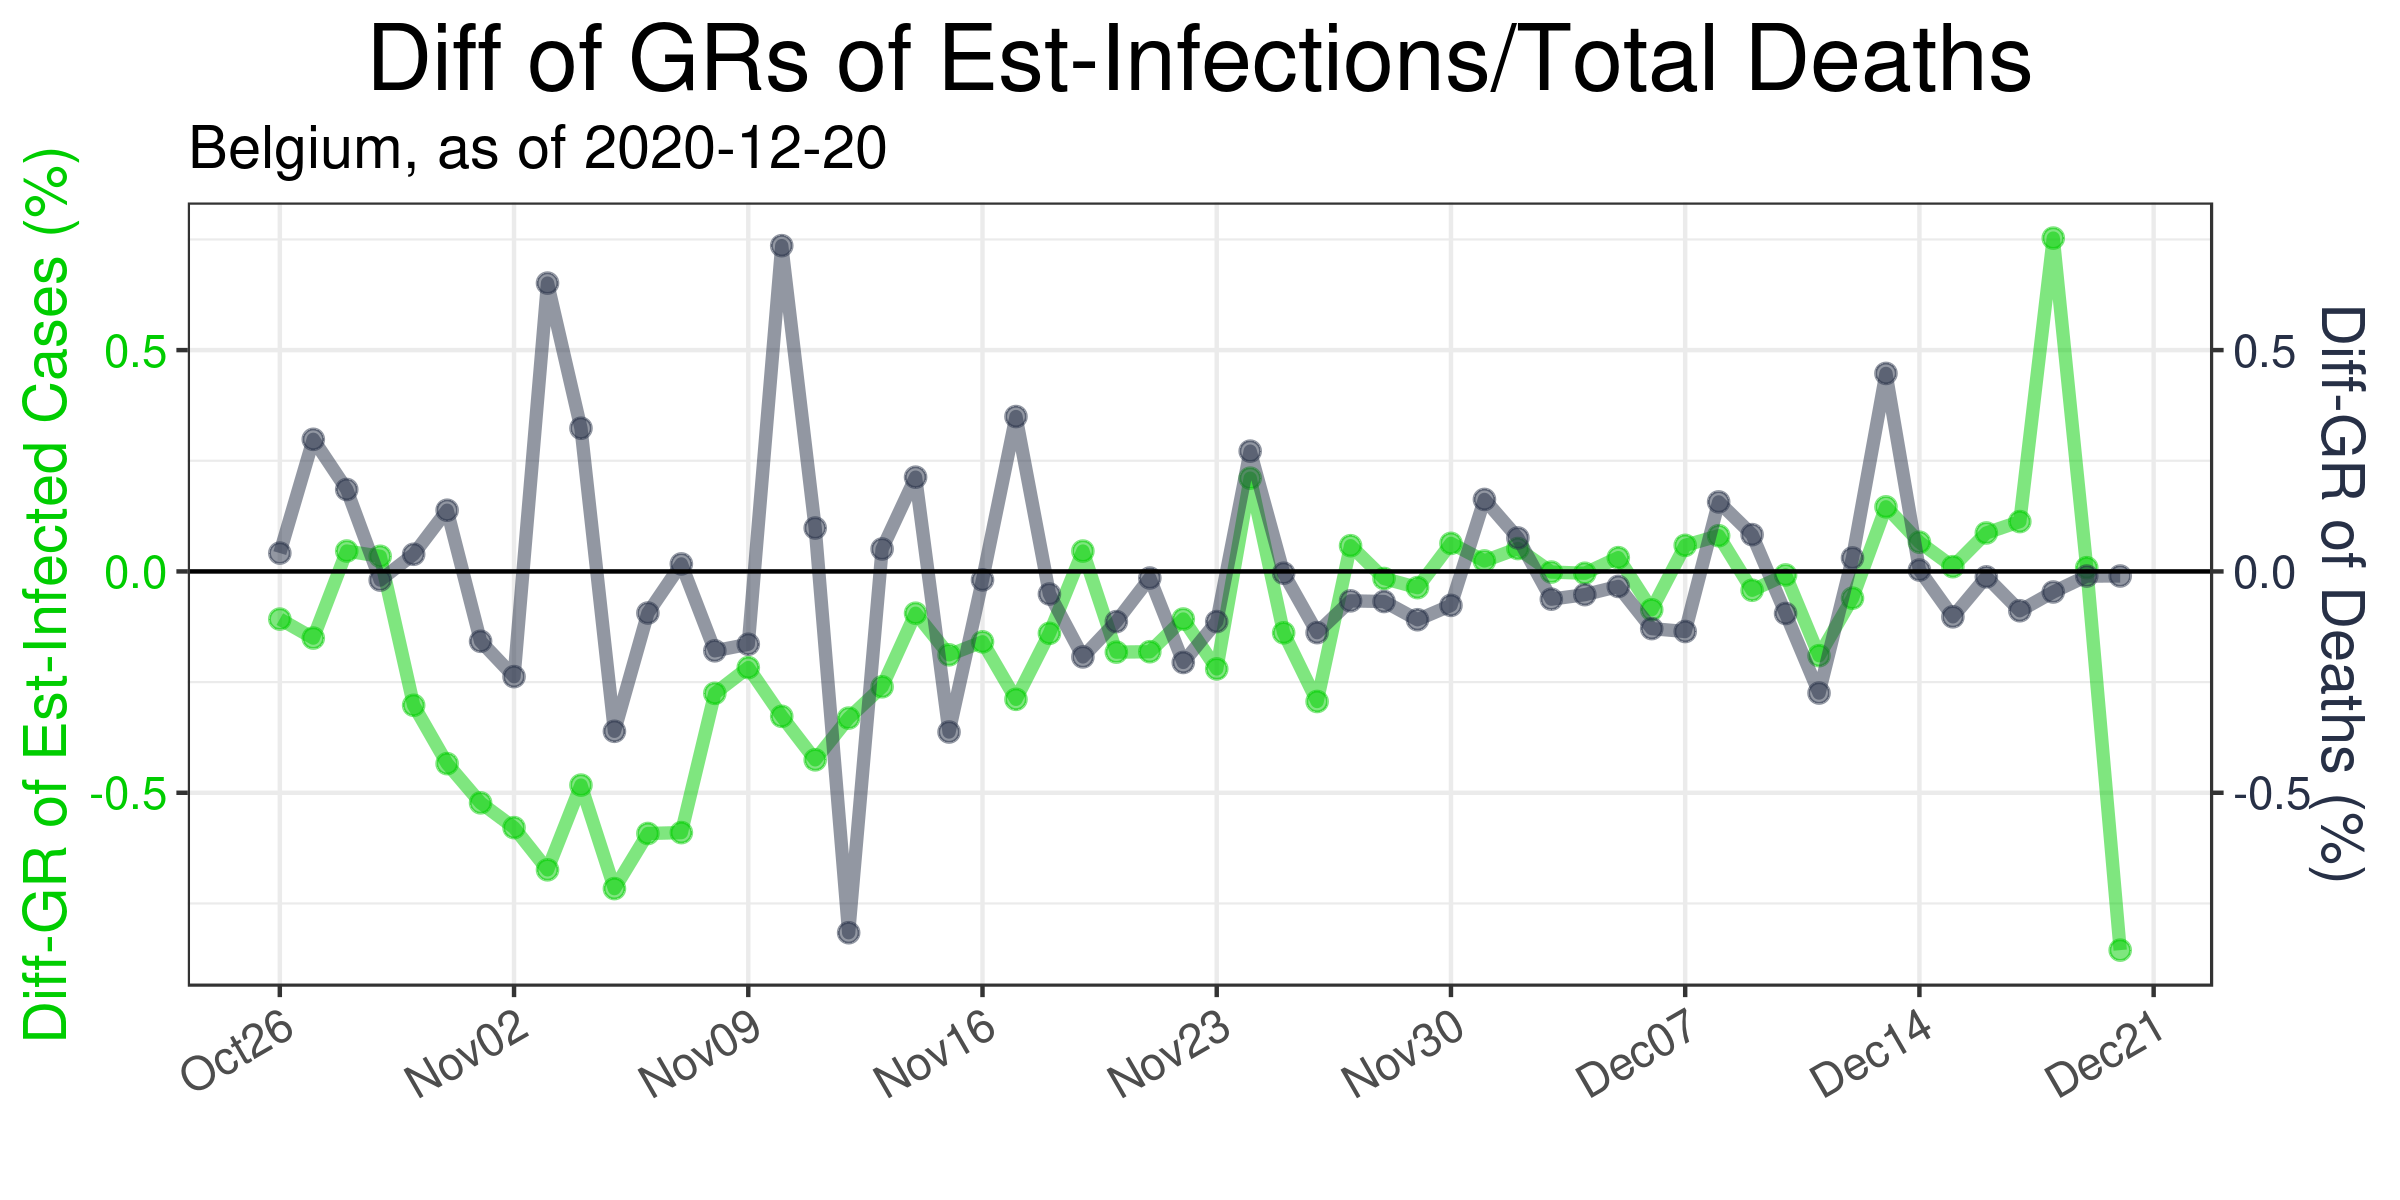 Diff of GRs of Est-Infections/Total Deaths
Belgium, as of 2020-12-20
Diff-GR of Est-Infected Cases (%)
0.5
0.0
-0.5
0.5
0.0
-0.5
Diff-GR of Deaths (%)
Oct26
Nov02
Nov09
Nov16
Nov23
Nov30
Dec07
Dec14
Dec21